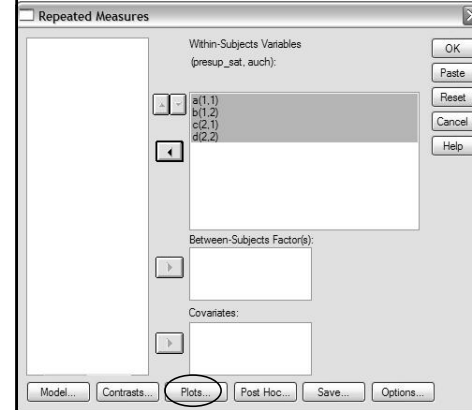 Repeated Measures
Within-Subjects Variables
(presup_sat, auch):
a(1,1)
b(1,2)
c(2,1)
d(2,2)
OK
Paste
Reset
Cancel
Help
Between-Subjects Factor(s):
Covariates:
Model... Contrasts... Plots... Post Hoc... Save... Options...